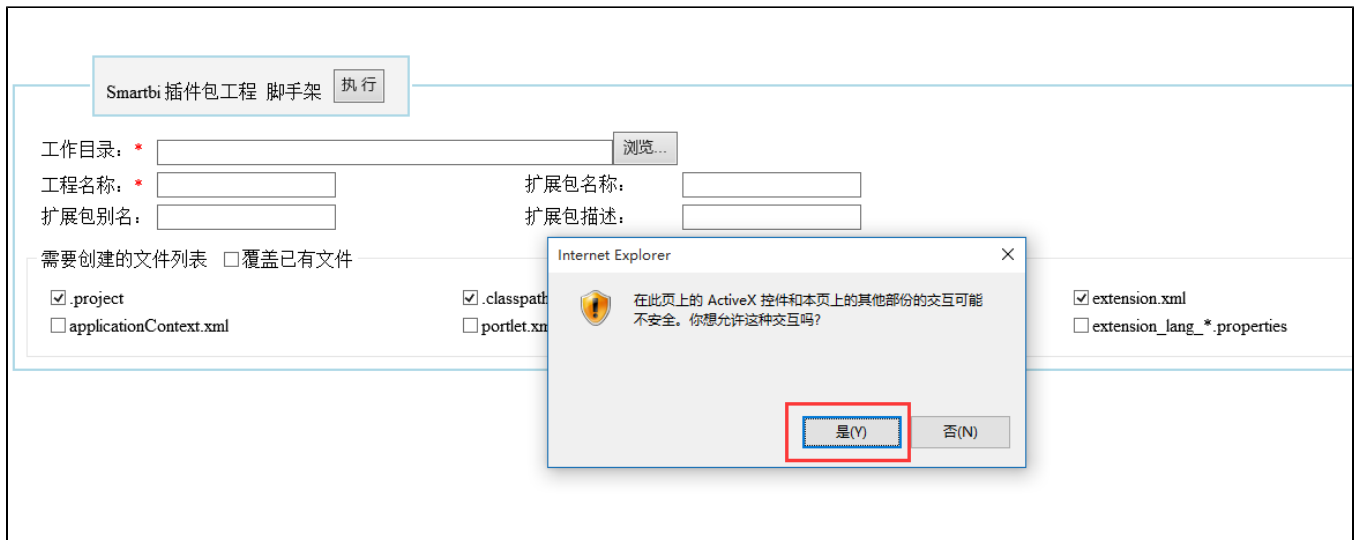 Smartbi 插件包工程 脚手架 执 行
工作目录：* 浏览...
工程名称：* 扩展包名称：
扩展包别名： 扩展包描述：
需要创建的文件列表 覆盖已有文件
Internet Explorer
在此页上的 ActiveX 控件和本页上的其他部份的交互可能
不安全。你想允许这种交互吗?
.project .classpath extension.xml
applicationContext.xml portlet.xm extension_lang_*.properties
是(Y) 否(N)